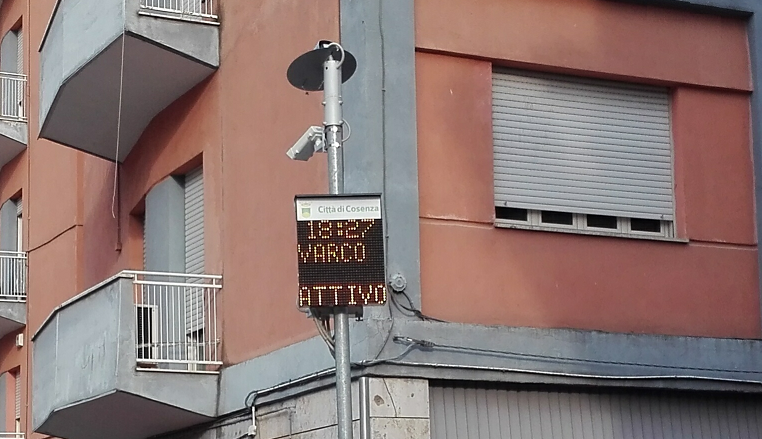 Città di Cosenza
18:27
VARCO
ATTIVO